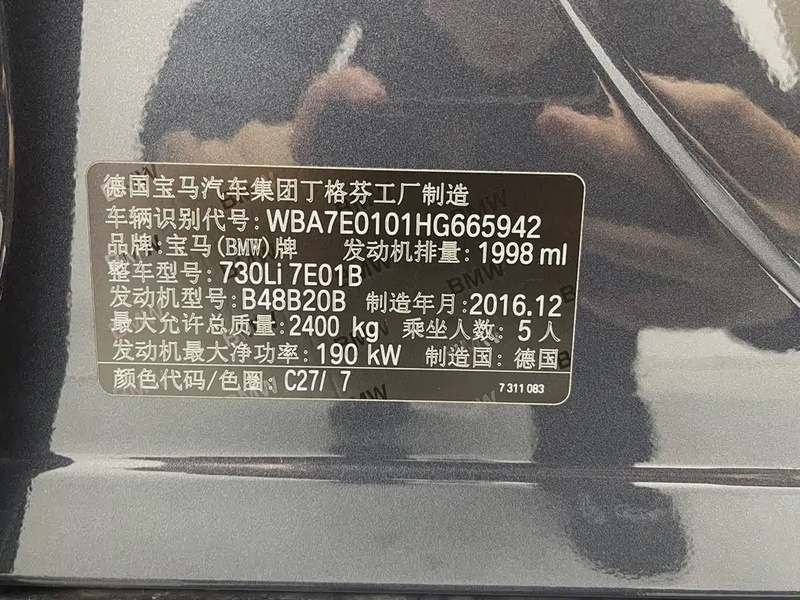 德国宝马汽车集团丁格芬工厂制造
车辆识别代号: WBA7E0101HG665942
品牌: 宝马(BMW)牌 发动机排量: 1998 ml
整车型号: 730Li 7E01B
发动机型号: B48B20B 制造年月: 2016.12
最大允许总质量: 2400 kg 乘坐人数: 5 人
发动机最大净功率: 190 kW 制造国: 德国
颜色代码/色圈: C27/ 7 7 311 083